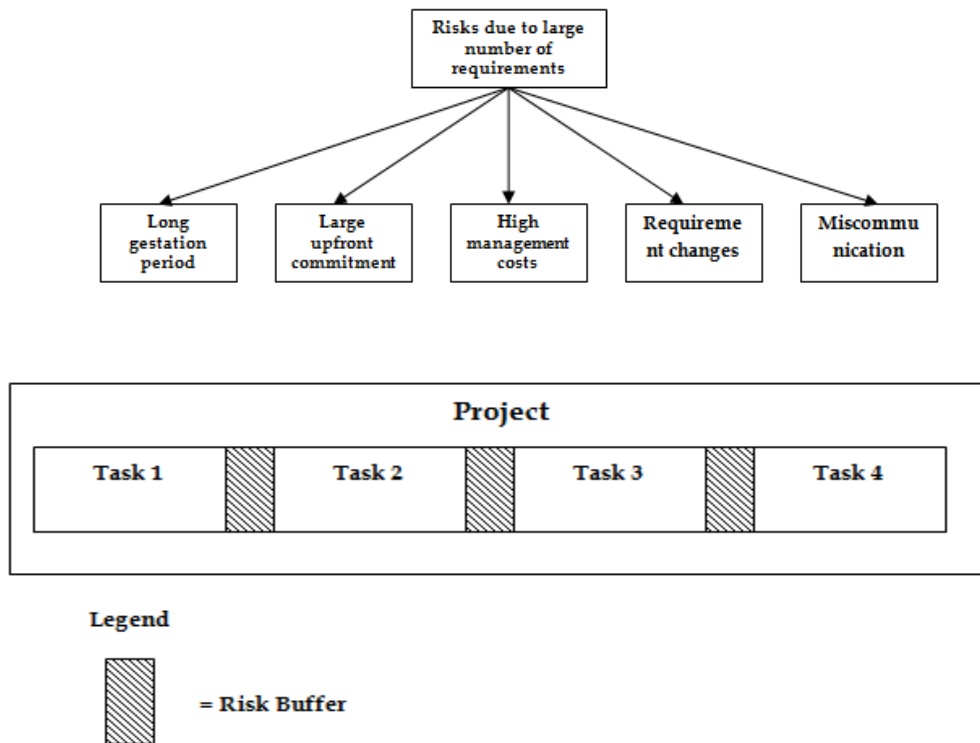 Risks due to large
number of
requirements
Long
gestation
period
Large
upfront
commitment
High
management
costs
Requireme
nt changes
Miscommu
nication
Project
Task 1
Task 2
Task 3
Task 4
Legend
= Risk Buffer